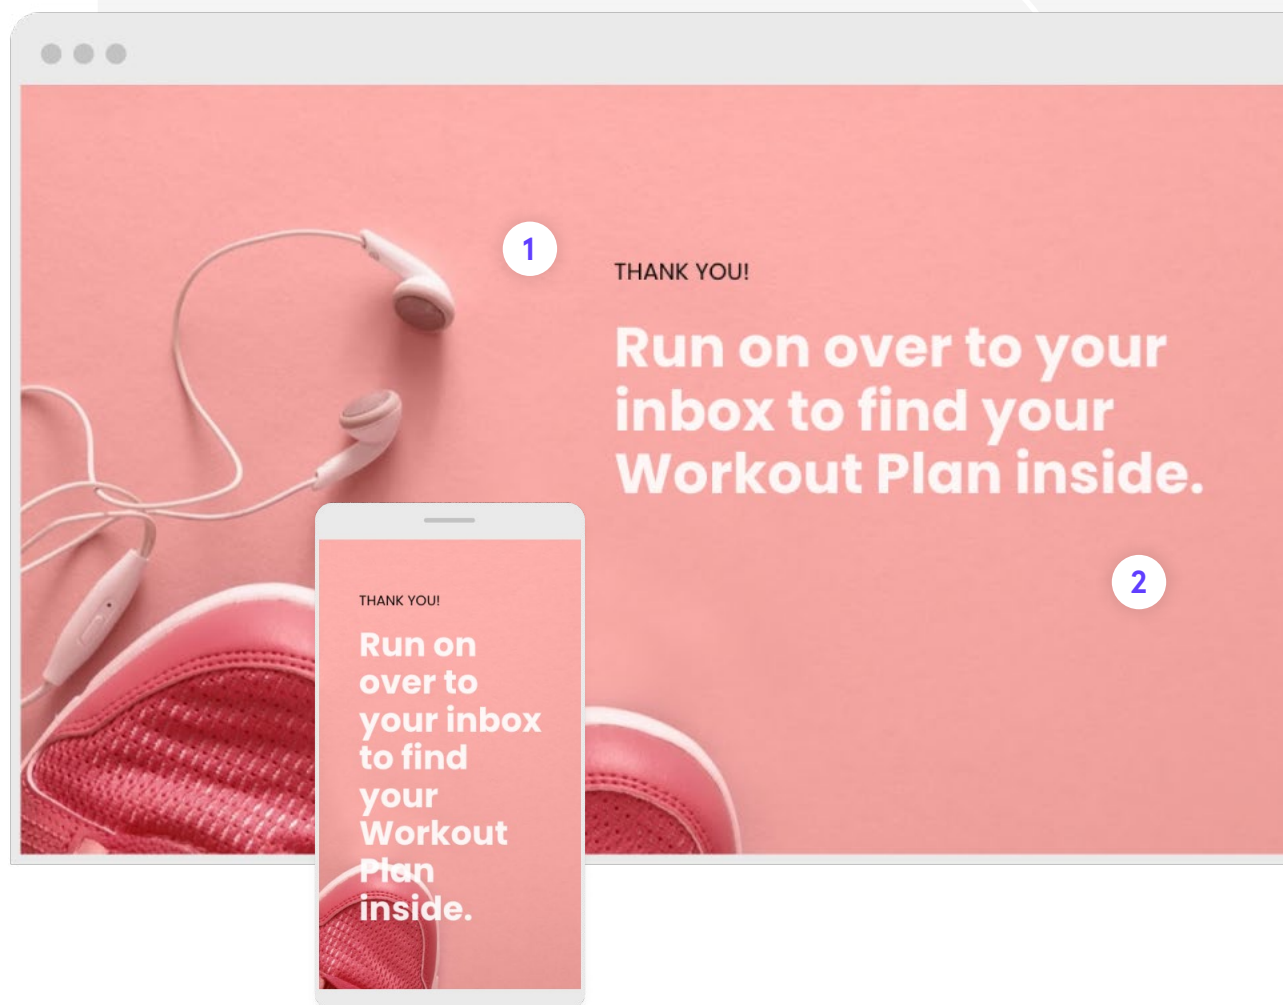 1
THANK YOU!
Run on over to your
inbox to find your
Workout Plan inside.
2
THANK YOU!
Run on
over to
your inbox
to find
your
Workout
Plan
inside.